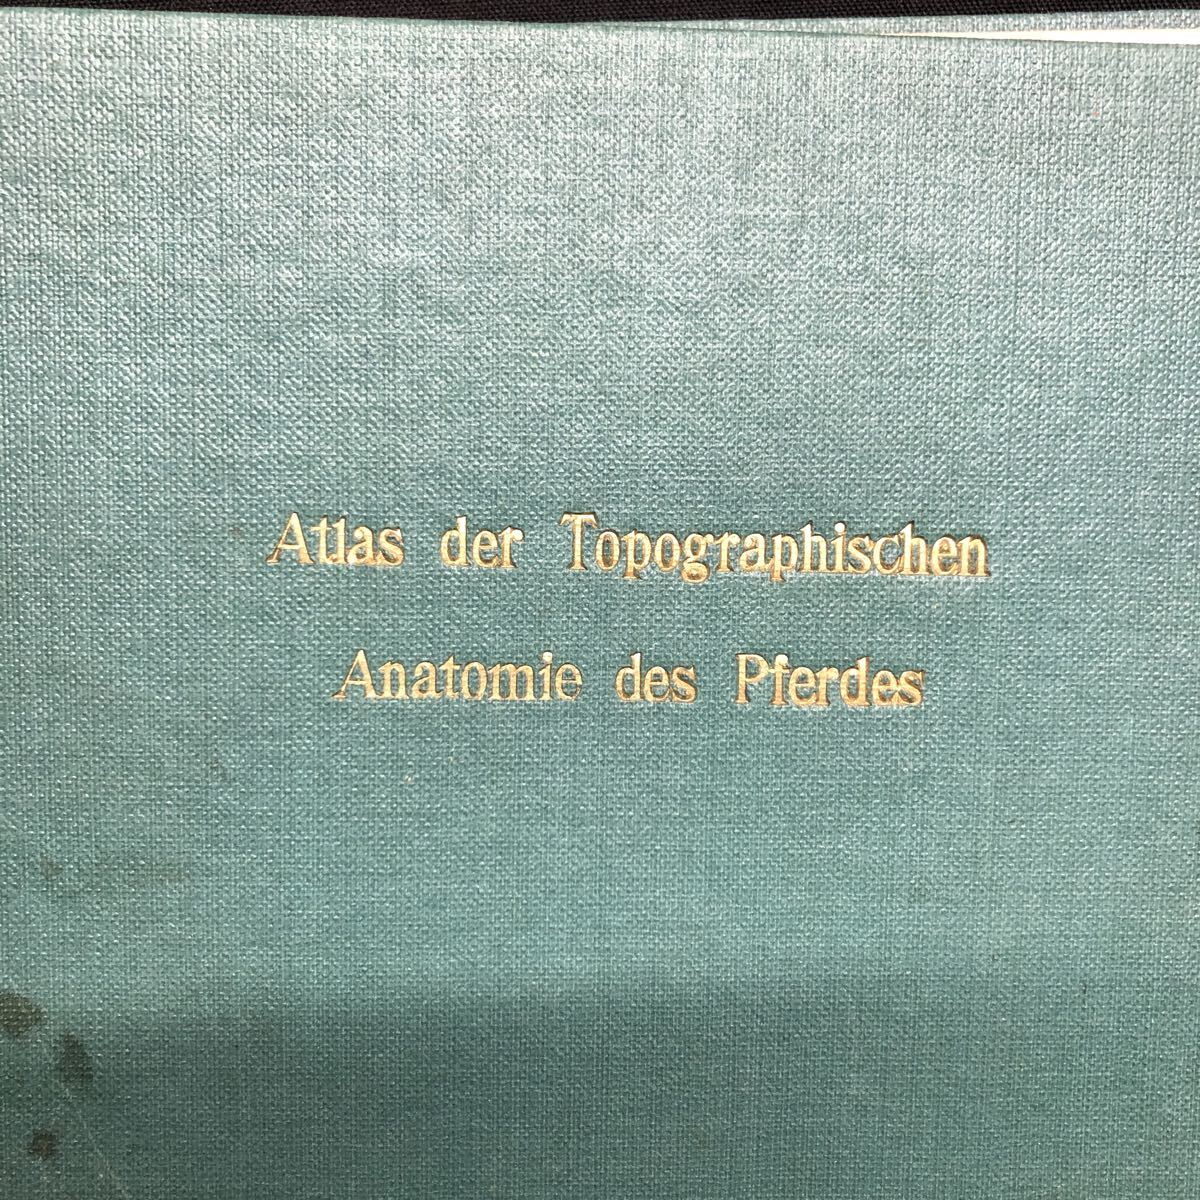 Atlas der Topographischen
Anatomie des Pferdes